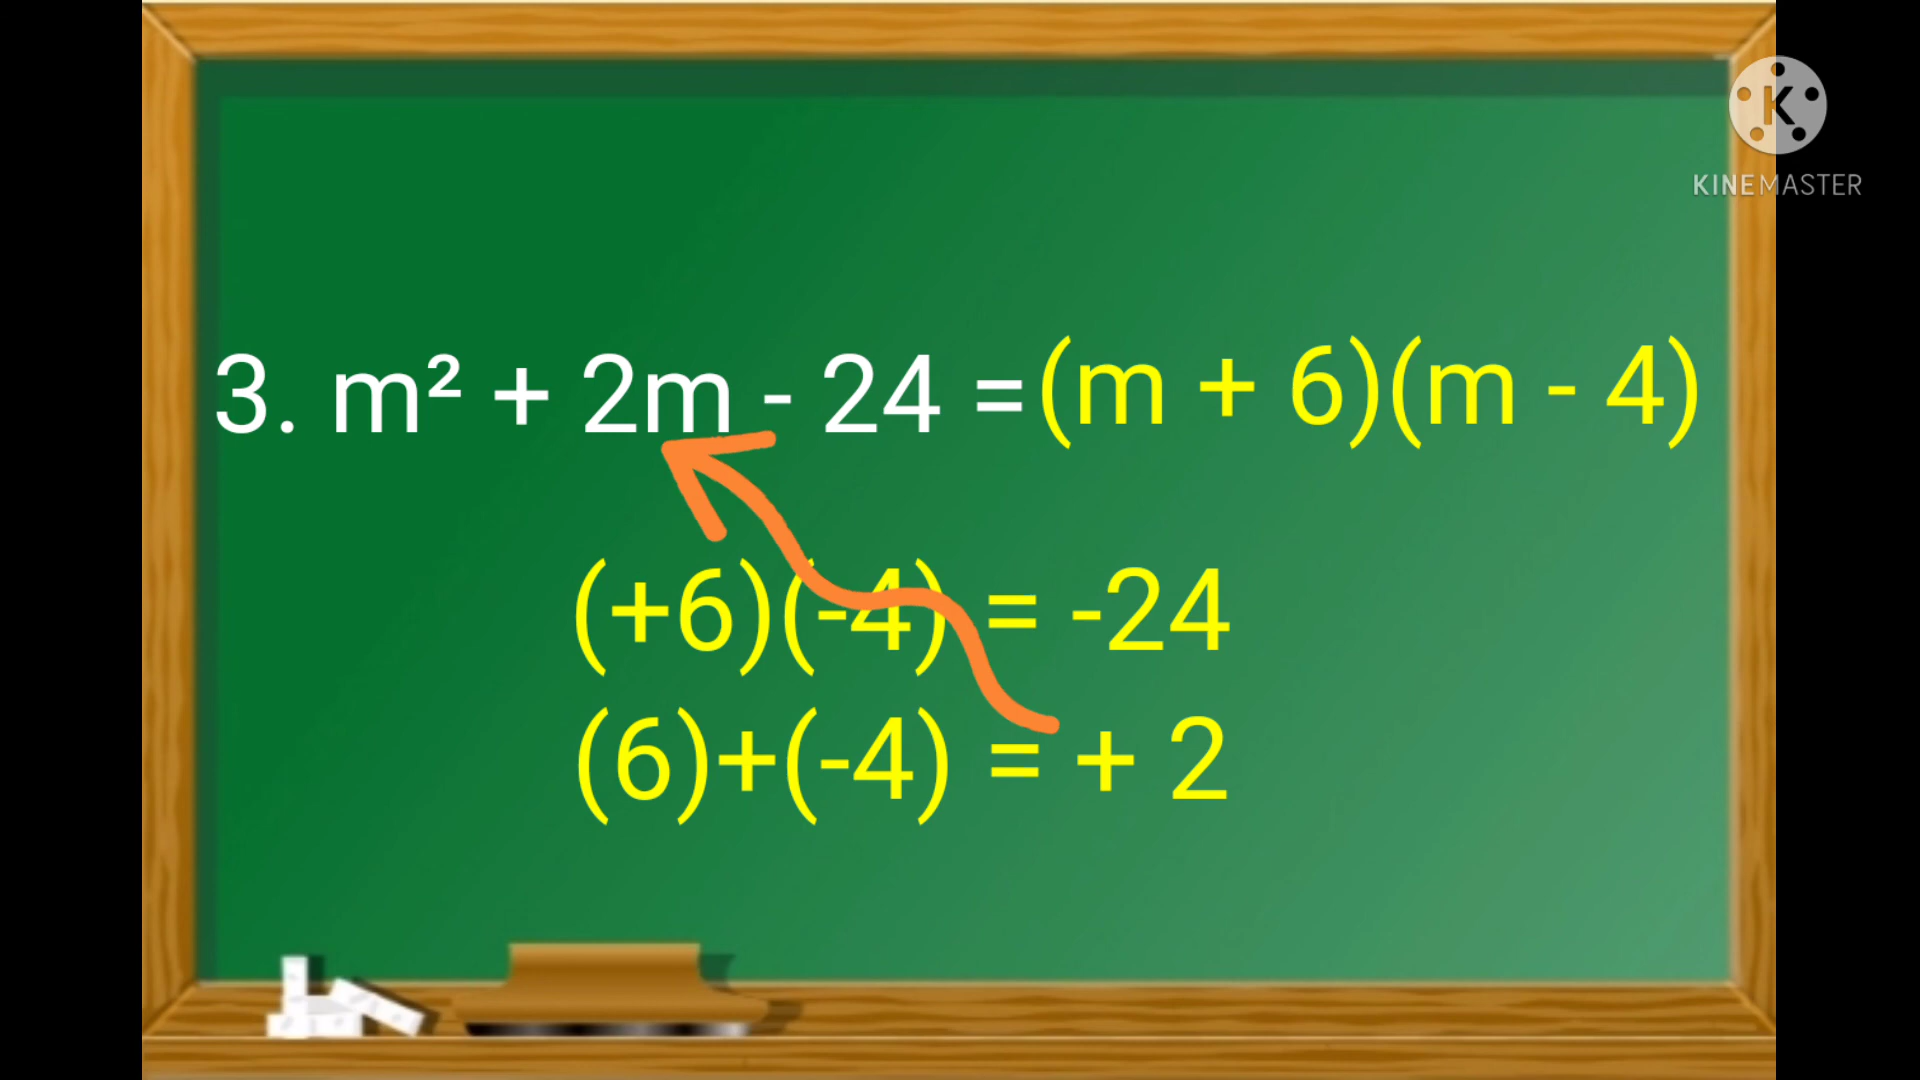 KINEMASTER
3. m² + 2m - 24 = (m + 6)(m - 4)
(+6)(-4) = -24
(6)+(-4) = + 2